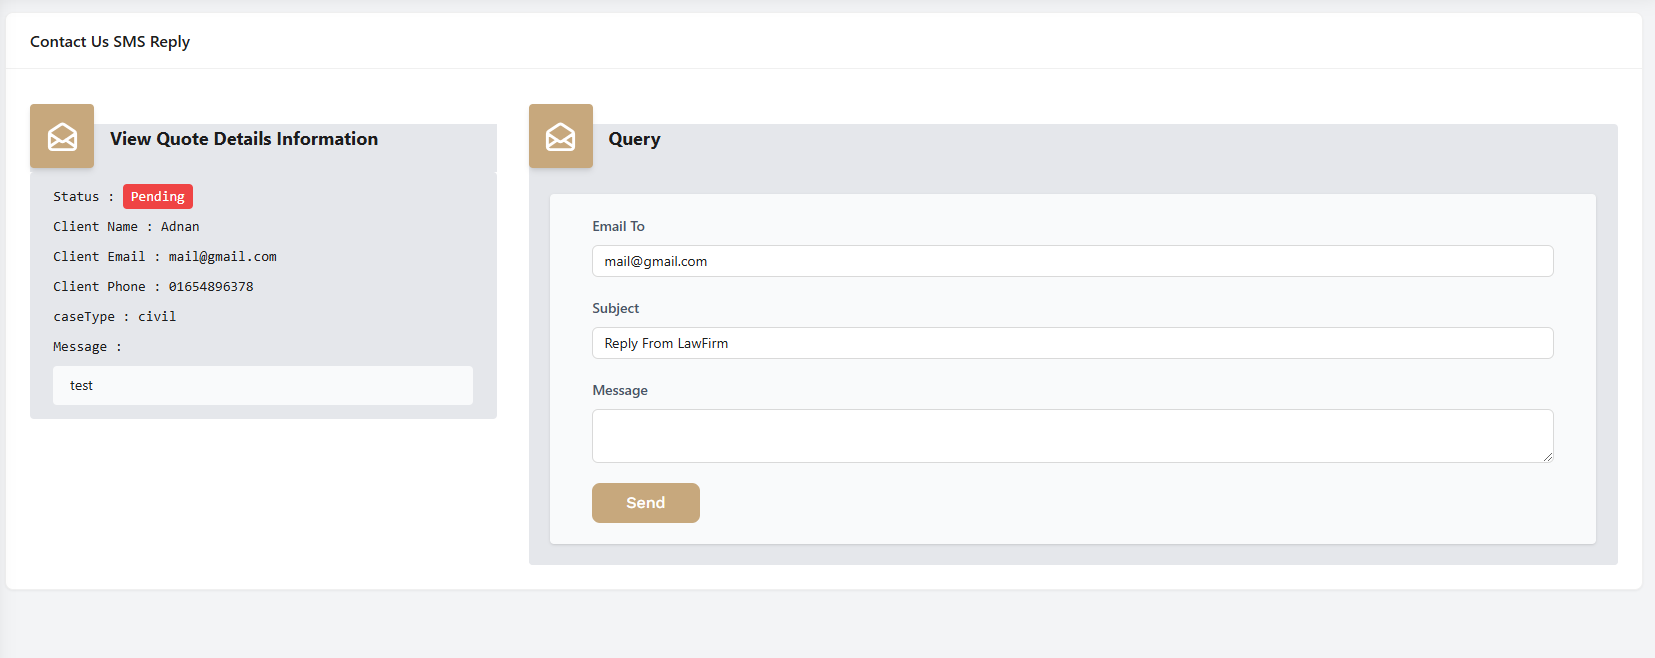 Contact Us SMS Reply
View Quote Details Information
Status : Pending
Client Name : Adnan
Client Email : mail@gmail.com
Client Phone : 01654896378
caseType : civil
Message :
test
Query
Email To
mail@gmail.com
Subject
Reply From LawFirm
Message
Send